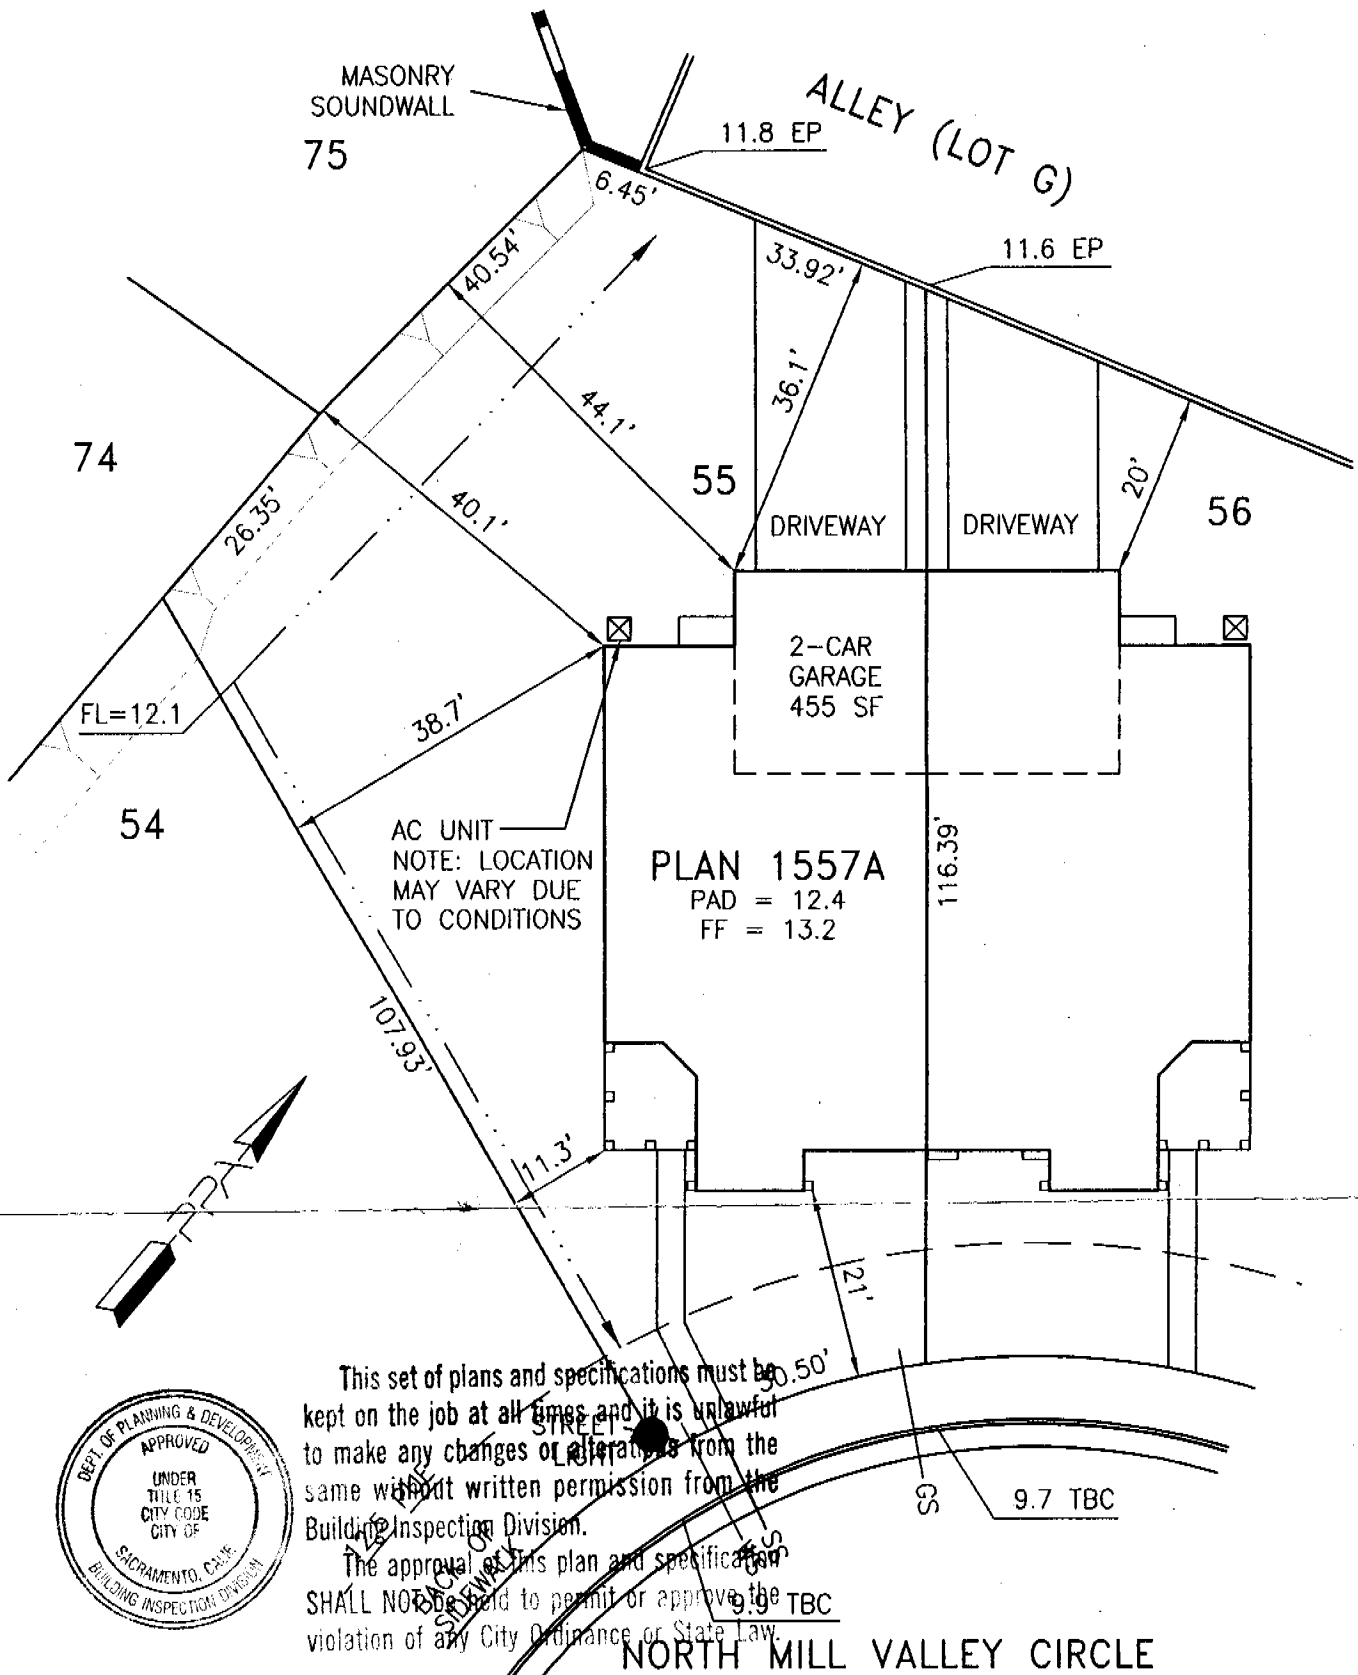 MASONRY
SOUNDWALL
75
ALLEY (LOT G)
11.8 EP
6.45'
40.54'
33.92'
11.6 EP
36.1'
44.1'
74
26.35'
40.1'
55
20'
56
DRIVEWAY
DRIVEWAY
2-CAR
GARAGE
455 SF
FL=12.1
38.7'
54
AC UNIT
NOTE: LOCATION
MAY VARY DUE
TO CONDITIONS
PLAN 1557A
PAD = 12.4
FF = 13.2
116.39'
107.93'
11.3'
21'
30.50'
This set of plans and specifications must be
kept on the job at all times and it is unlawful
to make any changes or alterations from the
same without written permission from the
Building Inspection Division.
The approval of this plan and specification
SHALL NOT be held to permit or approve the
violation of any City Ordinance or State Law.
STREET
LIGHT
DEPT. OF PLANNING & DEVELOPMENT
APPROVED
UNDER
TITLE 15
CITY CODE
CITY OF
SACRAMENTO, CALIF.
BUILDING INSPECTION DIVISION
BACK OF
SIDEWALK
GS
SS
9.7 TBC
9.9 TBC
NORTH MILL VALLEY CIRCLE